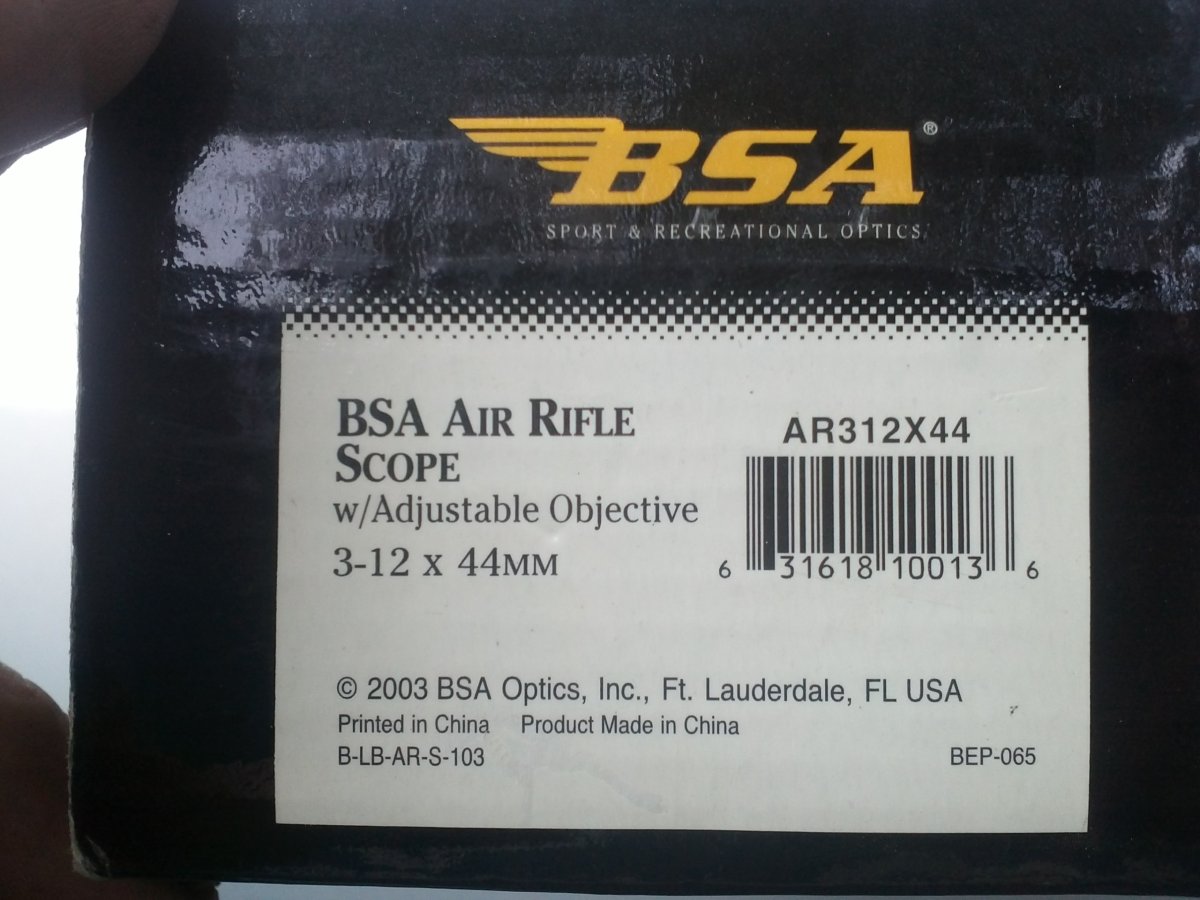 BSA®
SPORT & RECREATIONAL OPTICS
BSA AIR RIFLE
SCOPE
w/Adjustable Objective
3-12 x 44MM
AR312X44
6 31618 10013 6
© 2003 BSA Optics, Inc., Ft. Lauderdale, FL USA
Printed in China Product Made in China
B-LB-AR-S-103 BEP-065